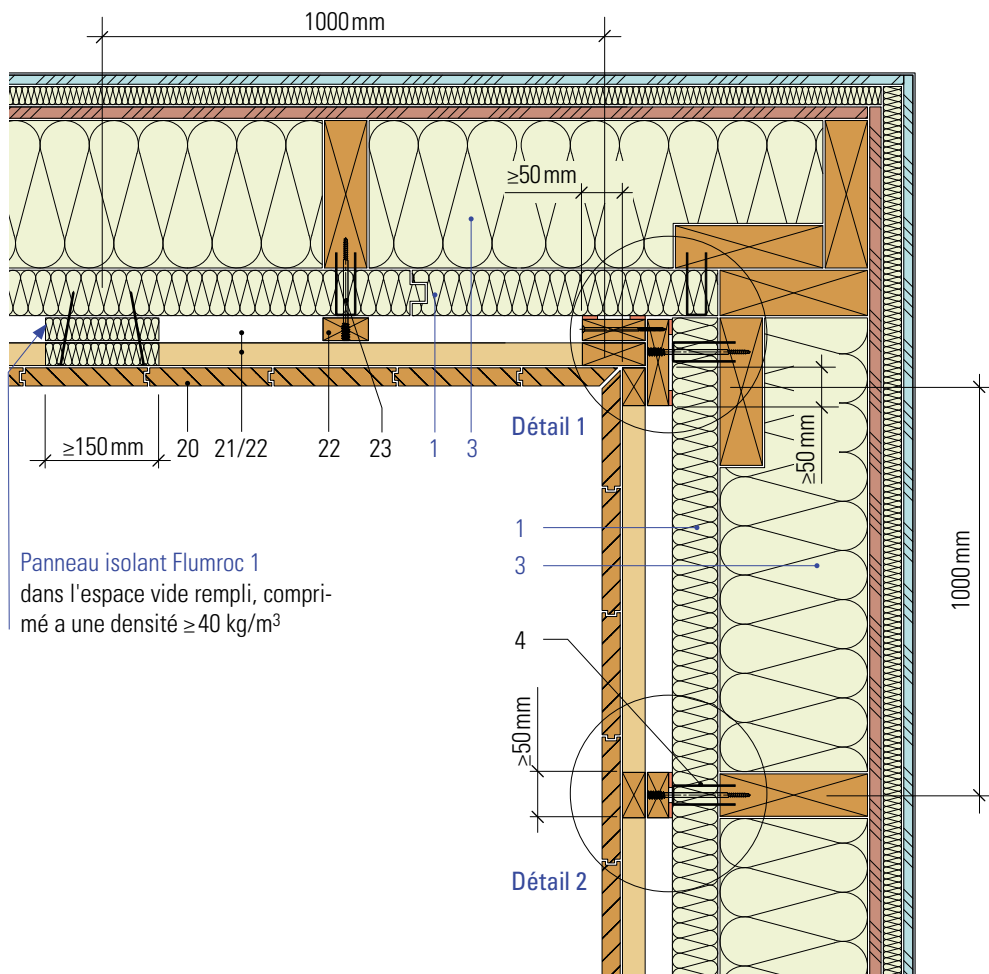 1000 mm
≥50 mm
≥150 mm
20
21/22
22
23
1
3
Détail 1
≥50 mm
1000 mm
Panneau isolant Flumroc 1
dans l'espace vide rempli, compri-
mé a une densité ≥ 40 kg/m³
1
3
4
≥50 mm
Détail 2